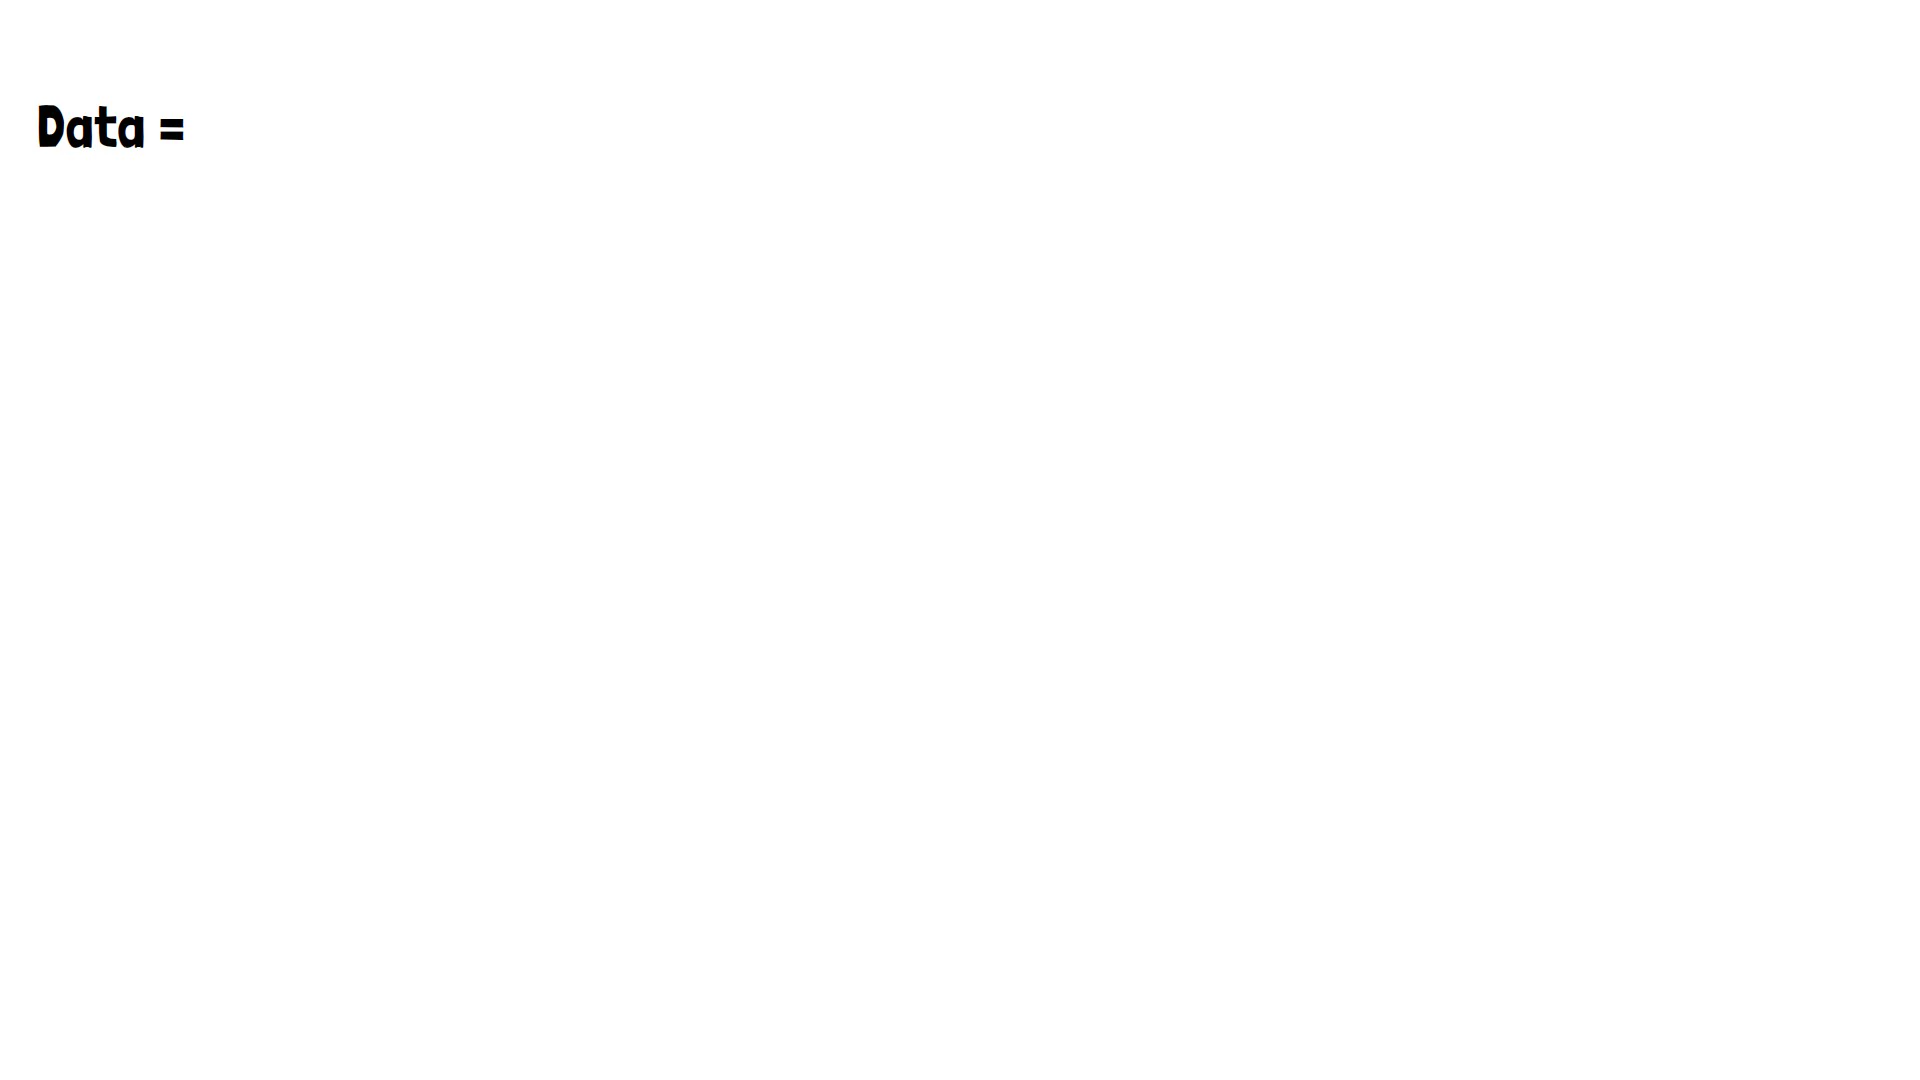 Data =